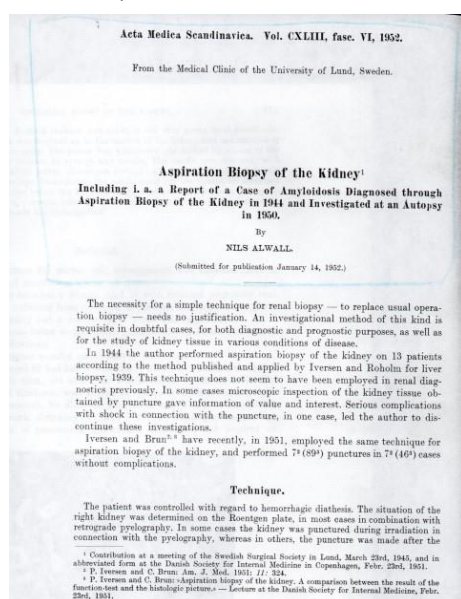 Acta Medica Scandinavica. Vol. CXLIII, fasc. VI, 1952.
From the Medical Clinic of the University of Lund, Sweden.
Aspiration Biopsy of the Kidney¹
Including i. a. a Report of a Case of Amyloidosis Diagnosed through
Aspiration Biopsy of the Kidney in 1944 and Investigated at an Autopsy
in 1950.
By
NILS ALWALL.
(Submitted for publication January 14, 1952.)
The necessity for a simple technique for renal biopsy — to replace usual opera-
tion biopsy — needs no justification. An investigational method of this kind is
requisite in doubtful cases, for both diagnostic and prognostic purposes, as well as
for the study of kidney tissue in various conditions of disease.
In 1944 the author performed aspiration biopsy of the kidney on 13 patients
according to the method published and applied by Iversen and Roholm for liver
biopsy, 1939. This technique does not seem to have been employed in renal diag-
nostics previously. In some cases microscopic inspection of the kidney tissue ob-
tained by puncture gave information of value and interest. Serious complications
with shock in connection with the puncture, in one case, led the author to dis-
continue these investigations.
Iversen and Brun²˒ ³ have recently, in 1951, employed the same technique for
aspiration biopsy of the kidney, and performed 7² (89³) punctures in 7² (46³) cases
without complications.
Technique.
The patient was controlled with regard to hemorrhagic diathesis. The situation of the
right kidney was determined on the Roentgen plate, in most cases in combination with
retrograde pyelography. In some cases the kidney was punctured during irradiation in
connection with the pyelography, whereas in others, the puncture was made after the
¹ Contribution at a meeting of the Swedish Surgical Society in Lund, March 23rd, 1945, and in
abbreviated form at the Danish Society for Internal Medicine in Copenhagen, Febr. 23rd, 1951.
² P. Iversen and C. Brun: Am. J. Med. 1951: 11: 324.
P. Iversen and C. Brun: »Aspiration biopsy of the kidney. A comparison between the result of the
function-test and the histologic picture.» — Lecture at the Danish Society for Internal Medicine, Febr.
23rd, 1951.